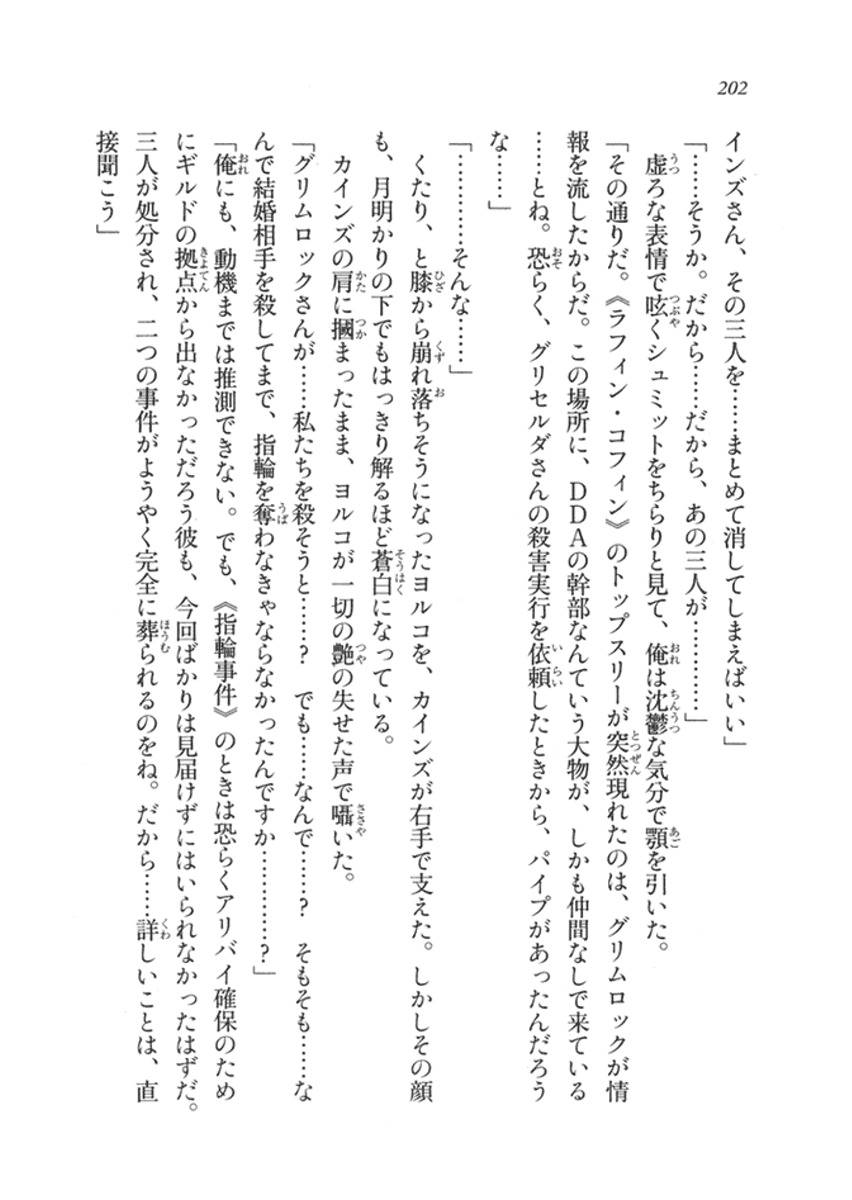 202
インズさん、その三人を……まとめて消してしまえばいい」
「……そうか。だから……だから、あの三人が…………」
虚ろな表情で呟くシュミットをちらりと見て、俺は沈鬱な気分で顎を引いた。
「その通りだ。《ラフィン・コフィン》のトップスリーが突然現れたのは、グリムロックが情
報を流したからだ。この場所に、DDAの幹部なんていう大物が、しかも仲間なしで来ている
……とね。恐らく、グリセルダさんの殺害実行を依頼したときから、パイプがあったんだろう
な……」
「…………そんな……」
くたり、と膝から崩れ落ちそうになったヨルコを、カインズが右手で支えた。しかしその顔
も、月明かりの下でもはっきり解るほど蒼白になっている。
カインズの肩に摑まったまま、ヨルコが一切の艶の失せた声で囁いた。
「グリムロックさんが……私たちを殺そうと……？　でも……なんで……？　そもそも……な
んで結婚相手を殺してまで、指輪を奪わなきゃならなかったんですか…………？」
「俺にも、動機までは推測できない。でも、《指輪事件》のときは恐らくアリバイ確保のため
にギルドの拠点から出なかっただろう彼も、今回ばかりは見届けずにはいられなかったはずだ。
三人が処分され、二つの事件がようやく完全に葬られるのをね。だから……詳しいことは、直
接聞こう」